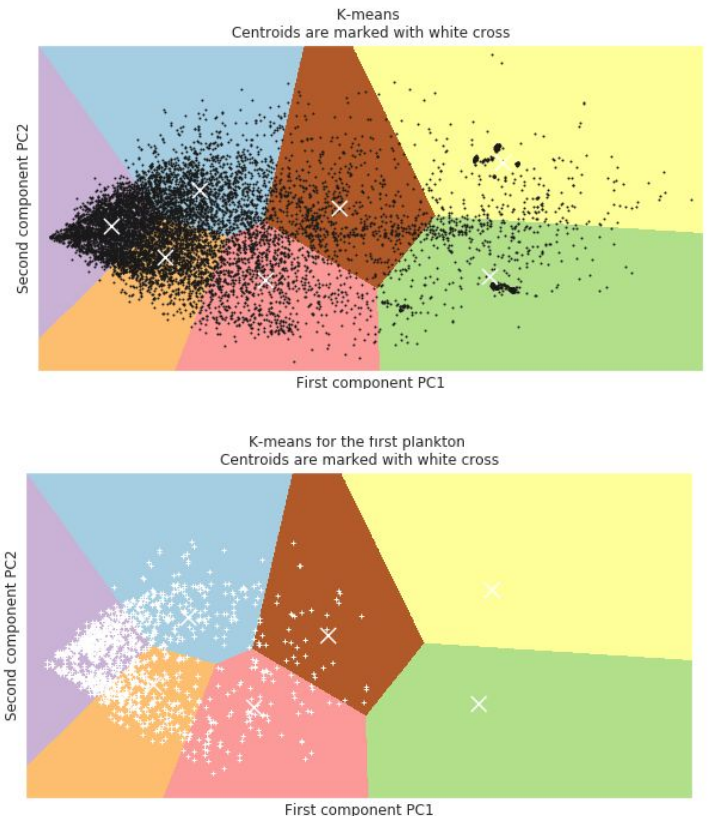 K-means
Centroids are marked with white cross
Second component PC2
First component PC1
K-means for the first plankton
Centroids are marked with white cross
Second component PC2
First component PC1